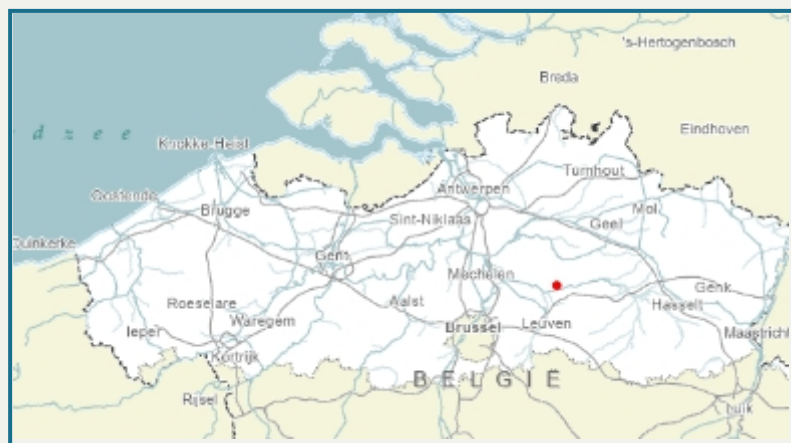 's-Hertogenbosch
Breda
d z e e
Eindhoven
Knokke-Heist
Turnhout
Oostende
Antwerpen
Mol
Brugge
Sint-Niklaas
Geel
Duinkerke
Gent
Mechelen
Genk
Roeselare
Aalst
Hasselt
Ieper
Waregem
Brussel
Leuven
Maastricht
Kortrijk
BELGIË
Rijsel
Luik